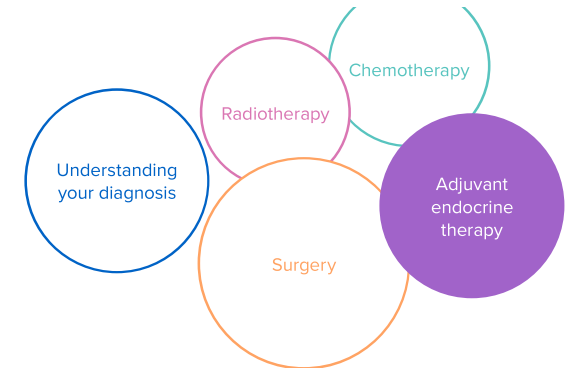 Chemotherapy
Radiotherapy
Understanding
your diagnosis
Adjuvant
endocrine
therapy
Surgery